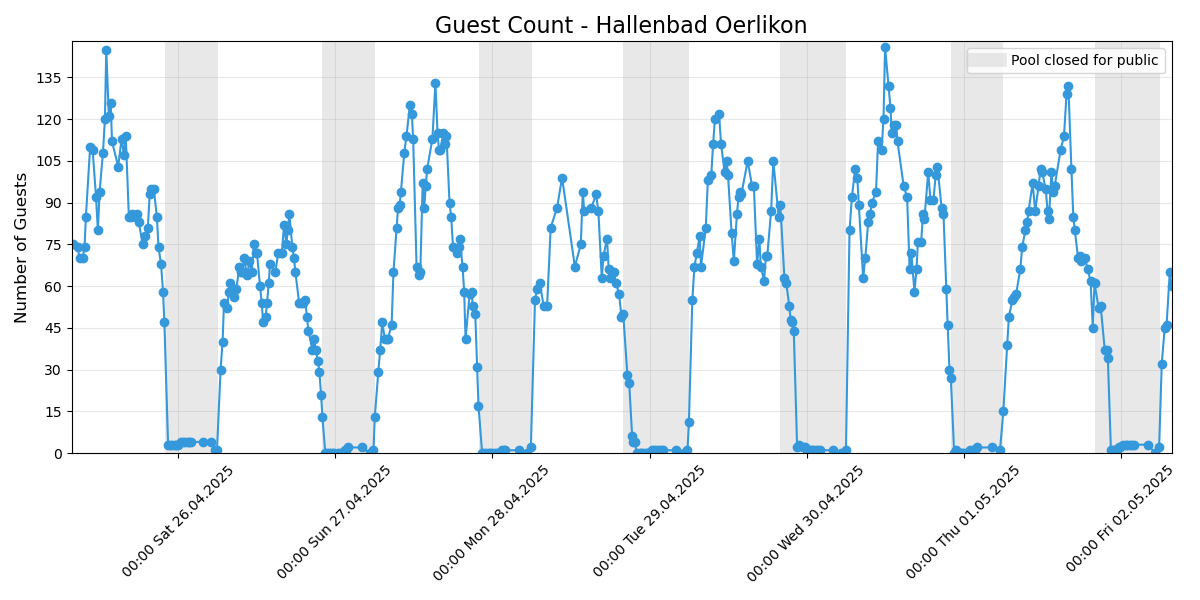 Guest Count - Hallenbad Oerlikon
Pool closed for public
Number of Guests
135
120
105
90
75
60
45
30
15
0
00:00 Sat 26.04.2025
00:00 Sun 27.04.2025
00:00 Mon 28.04.2025
00:00 Tue 29.04.2025
00:00 Wed 30.04.2025
00:00 Thu 01.05.2025
00:00 Fri 02.05.2025